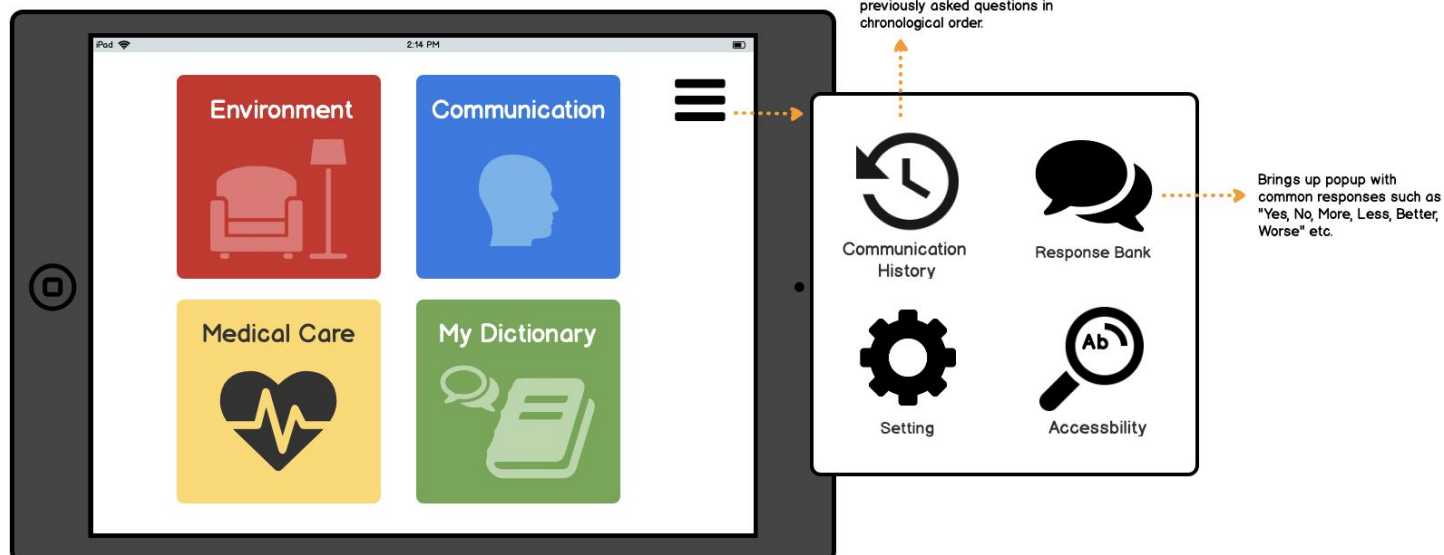 previously asked questions in
chronological order.
iPad
2:14 PM
Environment
Communication
Medical Care
My Dictionary
Communication
History
Response Bank
Ab
Setting
Accessbility
Brings up popup with
common responses such as
"Yes, No, More, Less, Better,
Worse" etc.